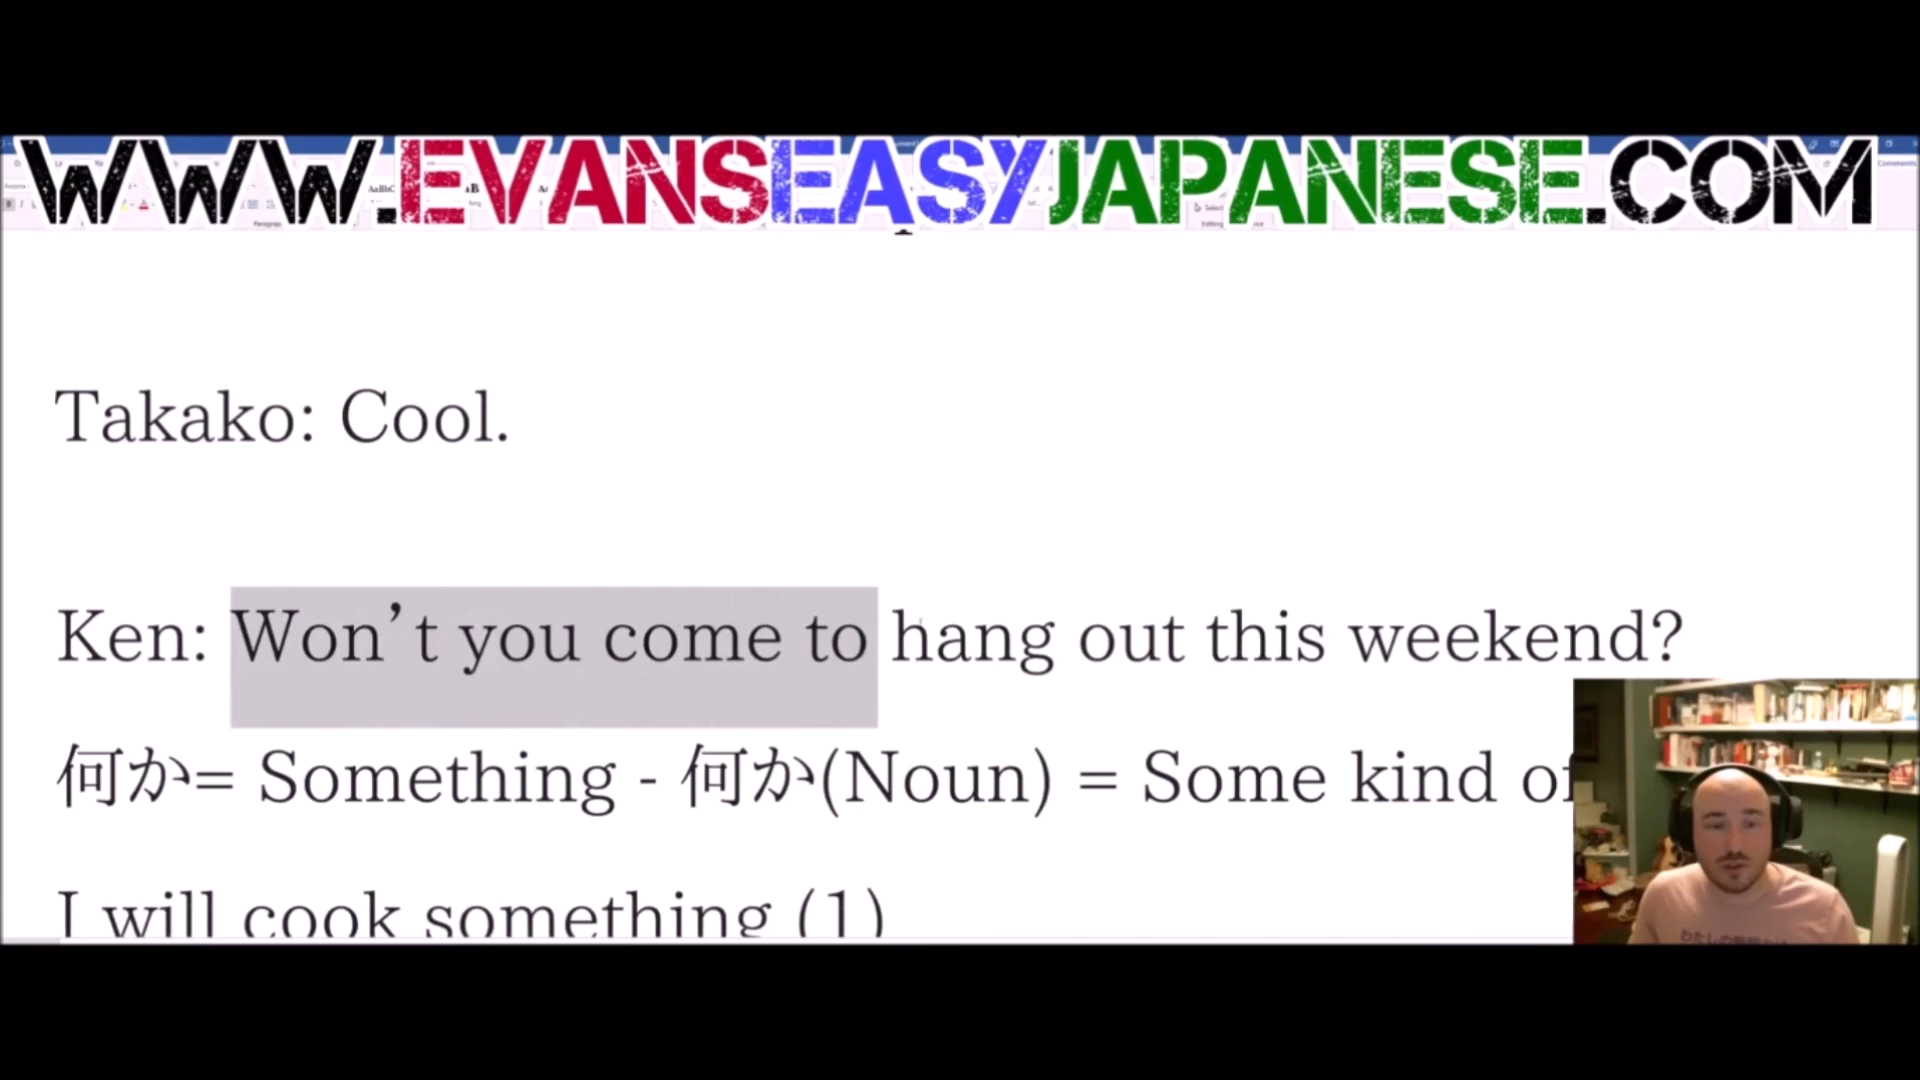 WWW.EVANSEASYJAPANESE.COM
Comments
Takako: Cool.
Ken: Won't you come to hang out this weekend?
何か= Something - 何か(Noun) = Some kind of
I will cook something (1)